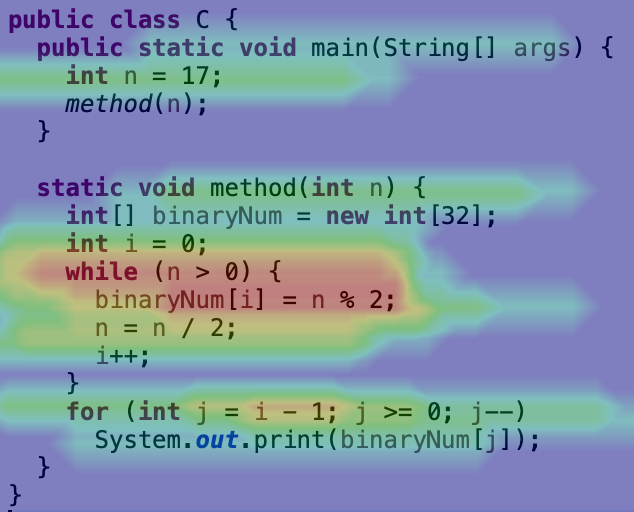 public class C {
  public static void main(String[] args) {
    int n = 17;
    method(n);
  }

  static void method(int n) {
    int[] binaryNum = new int[32];
    int i = 0;
    while (n > 0) {
      binaryNum[i] = n % 2;
      n = n / 2;
      i++;
    }
    for (int j = i - 1; j >= 0; j--)
      System.out.print(binaryNum[j]);
  }
}